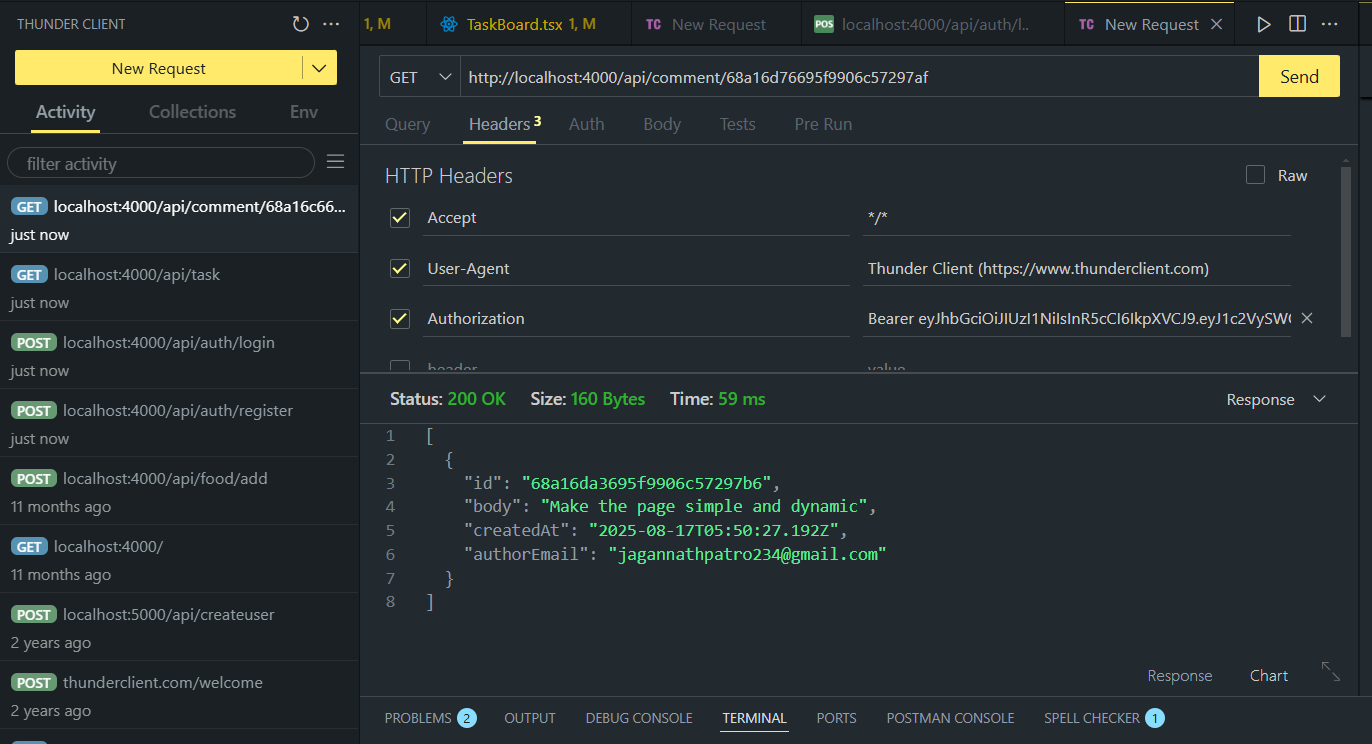 THUNDER CLIENT
New Request
Activity Collections Env
filter activity
GET localhost:4000/api/comment/68a16c66...
just now
GET localhost:4000/api/task
just now
POST localhost:4000/api/auth/login
just now
POST localhost:4000/api/auth/register
just now
POST localhost:4000/api/food/add
11 months ago
GET localhost:4000/
11 months ago
POST localhost:5000/api/createuser
2 years ago
POST thunderclient.com/welcome
2 years ago
1, M TaskBoard.tsx 1, M TC New Request POS localhost:4000/api/auth/l.. TC New Request
GET http://localhost:4000/api/comment/68a16d76695f9906c57297af Send
Query Headers 3 Auth Body Tests Pre Run
HTTP Headers Raw
Accept */*
User-Agent Thunder Client (https://www.thunderclient.com)
Authorization Bearer eyJhbGciOiJIUzI1NiIsInR5cCI6IkpXVCJ9.eyJ1c2VySW
header value
Status: 200 OK Size: 160 Bytes Time: 59 ms Response
1 [
2 {
3 "id": "68a16da3695f9906c57297b6",
4 "body": "Make the page simple and dynamic",
5 "createdAt": "2025-08-17T05:50:27.192Z",
6 "authorEmail": "jagannathpatro234@gmail.com"
7 }
8 ]
Response Chart
PROBLEMS 2 OUTPUT DEBUG CONSOLE TERMINAL PORTS POSTMAN CONSOLE SPELL CHECKER 1